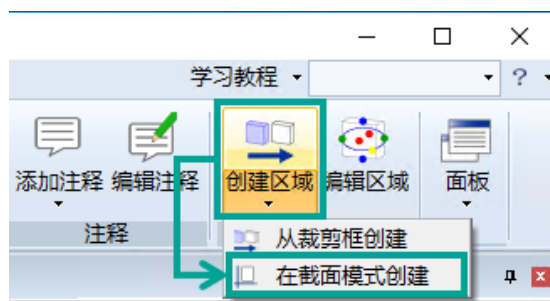 学习教程
?
添加注释 编辑注释 创建区域 编辑区域 面板
注释
从裁剪框创建
在截面模式创建